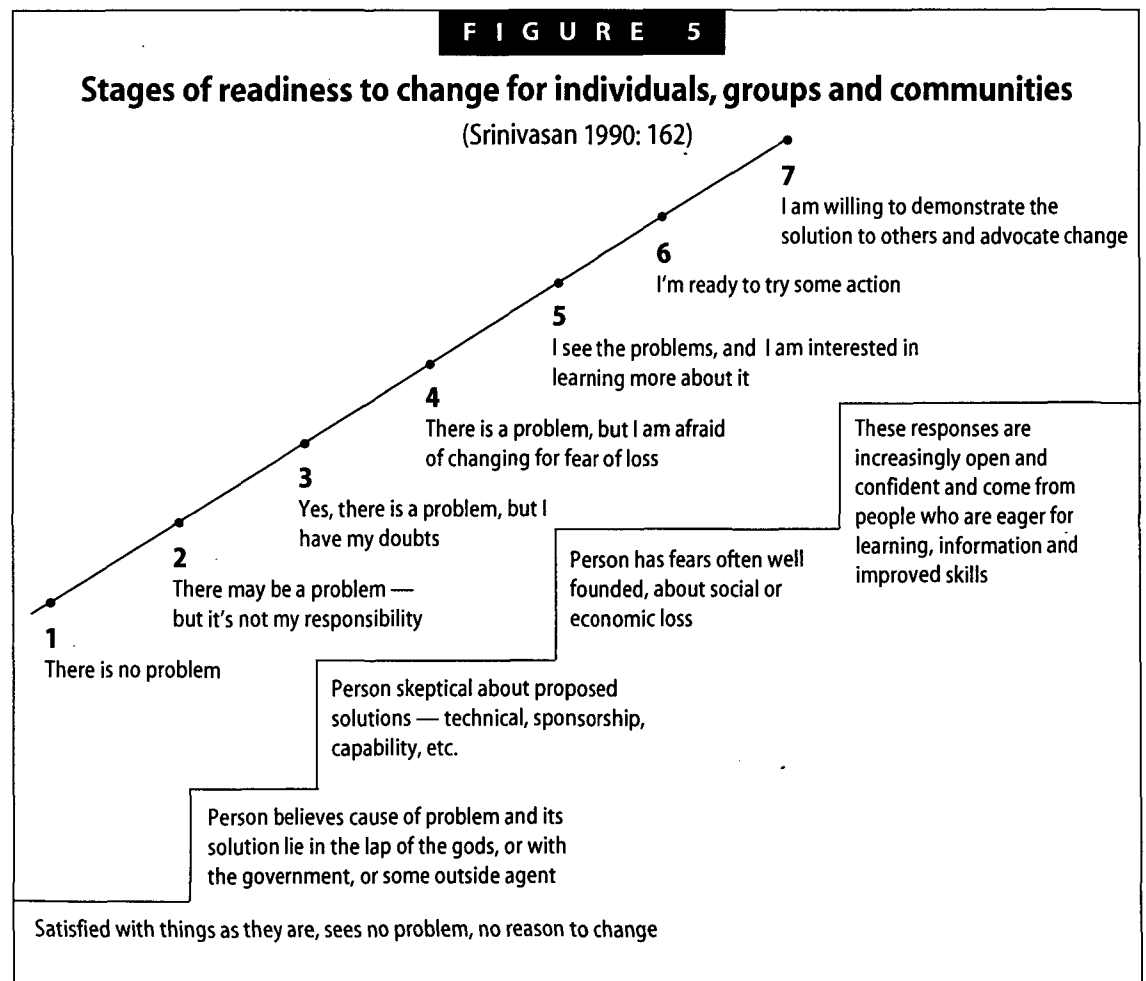 FIGURE 5
Stages of readiness to change for individuals, groups and communities
(Srinivasan 1990: 162)
7
I am willing to demonstrate the
solution to others and advocate change
6
I'm ready to try some action
5
I see the problems, and I am interested in
learning more about it
4
There is a problem, but I am afraid
of changing for fear of loss
3
Yes, there is a problem, but I
have my doubts
2
There may be a problem —
but it's not my responsibility
1
There is no problem
These responses are
increasingly open and
confident and come from
people who are eager for
learning, information and
improved skills
Person has fears often well
founded, about social or
economic loss
Person skeptical about proposed
solutions — technical, sponsorship,
capability, etc.
Person believes cause of problem and its
solution lie in the lap of the gods, or with
the government, or some outside agent
Satisfied with things as they are, sees no problem, no reason to change